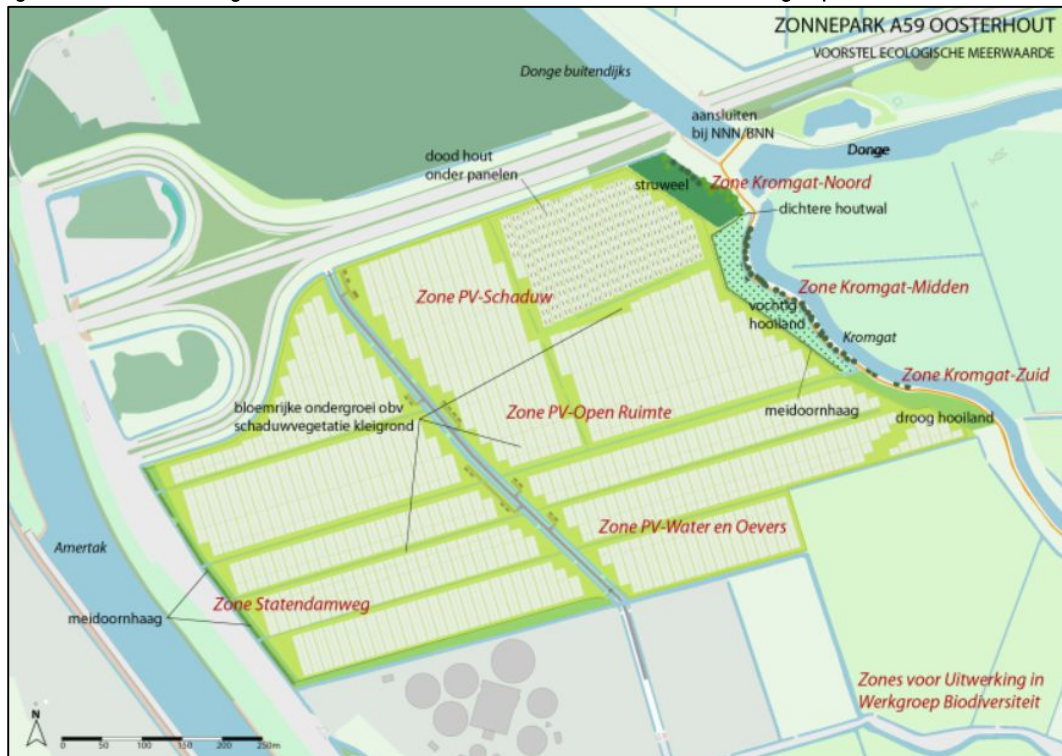 ZONNEPARK A59 OOSTERHOUT
VOORSTEL ECOLOGISCHE MEERWAARDE
Donge buitendijks
aansluiten
bij NNN/BNN
Donge
dood hout
onder panelen
struweel
Zone Kromgat-Noord
dichtere houtwal
Zone PV-Schaduw
Zone Kromgat-Midden
vochtig
hooiland
Kromgat
Zone Kromgat-Zuid
bloemrijke ondergroei obv
schaduwvegetatie kleigrond
Zone PV-Open Ruimte
meidoornhaag
droog hooiland
Zone PV-Water en Oevers
Amertak
Zone Statendamweg
meidoornhaag
Zones voor Uitwerking in
Werkgroep Biodiversiteit
N
0 50 100 150 200 250m